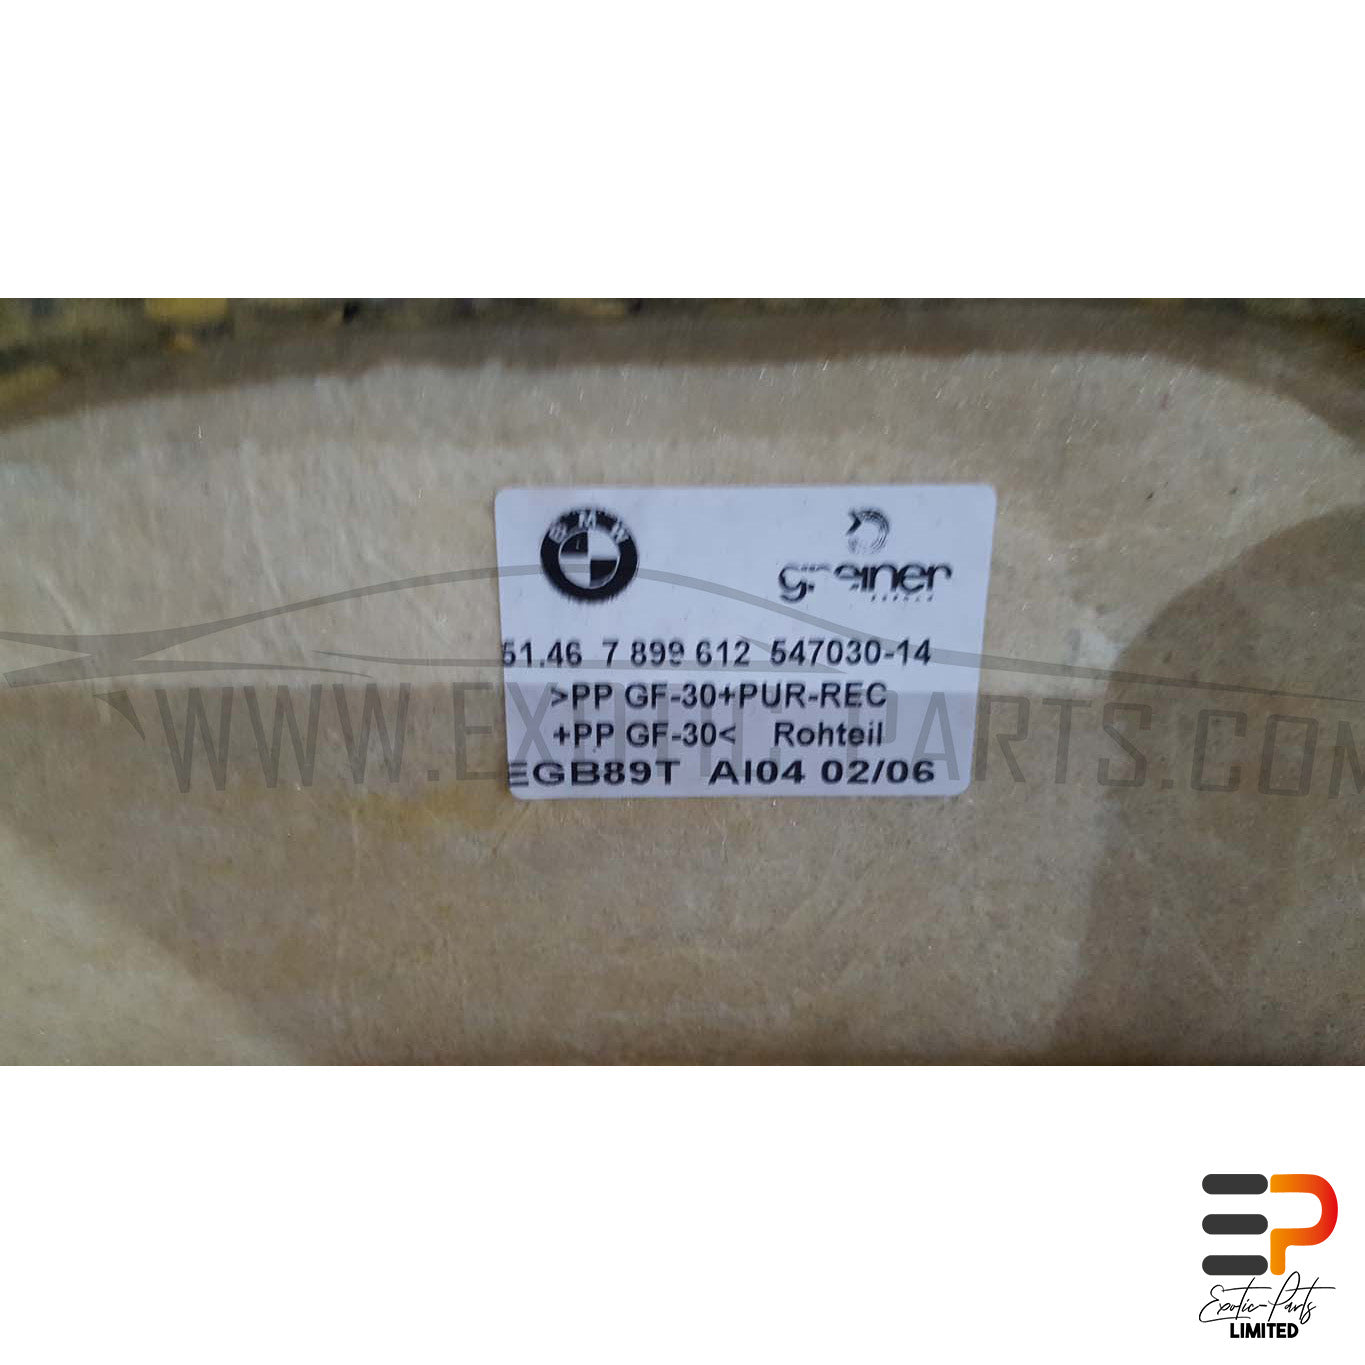 BMW
greiner
51.46 7 899 612 547030-14
>PP GF-30+PUR-REC
+PP GF-30< Rohteil
EGB89T AI04 02/06
WWW.EXOTIC-PARTS.COM
EP
Exotic-Parts
LIMITED